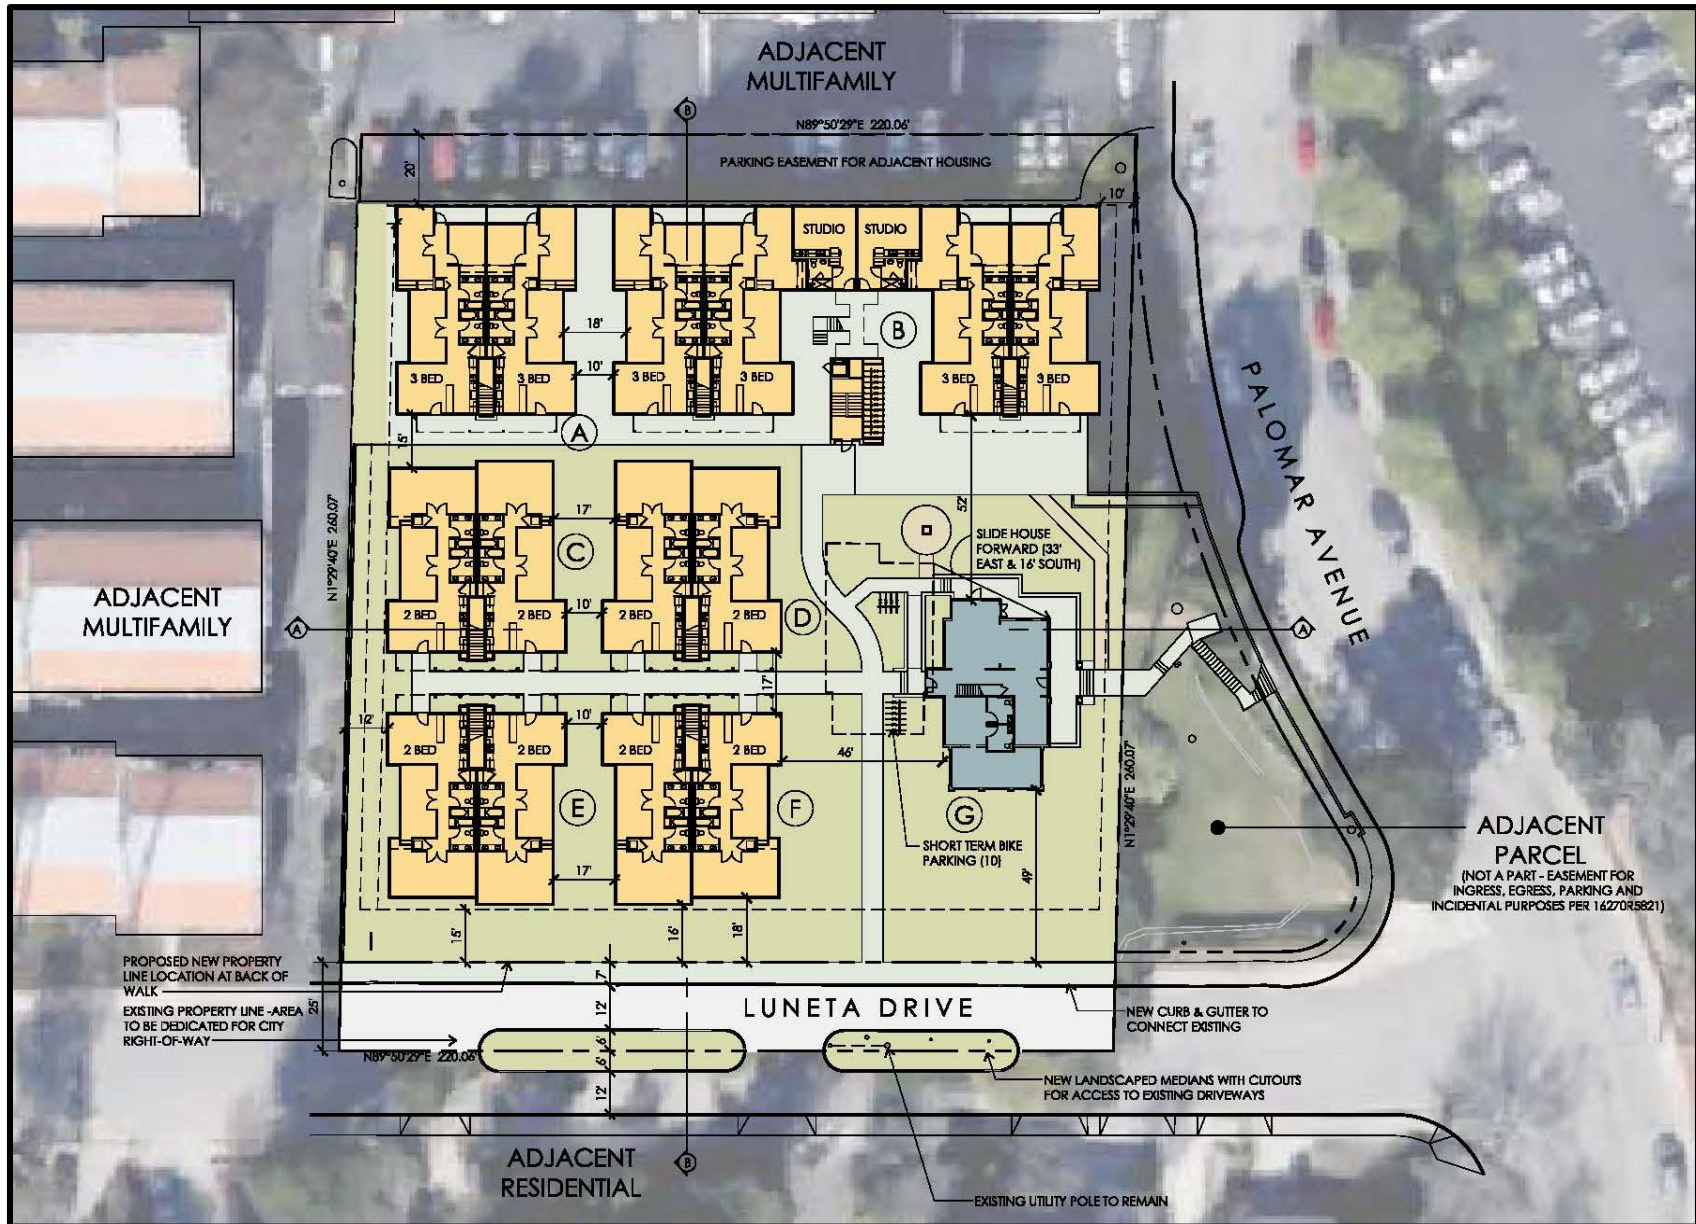 ADJACENT
MULTIFAMILY
B
N89°50'29"E 220.06'
PARKING EASEMENT FOR ADJACENT HOUSING
20'
10'
STUDIO
STUDIO
18'
B
10'
3 BED
3 BED
3 BED
3 BED
3 BED
3 BED
A
15'
PALOMAR AVENUE
N1°29'40"E 260.07'
52'
17'
SLIDE HOUSE
FORWARD (33'
EAST & 16' SOUTH)
C
ADJACENT
MULTIFAMILY
2 BED
2 BED
10'
2 BED
2 BED
D
A
A
17'
12'
10'
2 BED
2 BED
2 BED
2 BED
46'
N1°29'40"E 260.07'
E
F
G
SHORT TERM BIKE
PARKING (10)
ADJACENT
PARCEL
(NOT A PART - EASEMENT FOR
INGRESS, EGRESS, PARKING AND
INCIDENTAL PURPOSES PER 1627OR5821)
17'
49'
15'
16'
18'
PROPOSED NEW PROPERTY
LINE LOCATION AT BACK OF
WALK
7'
EXISTING PROPERTY LINE -AREA
TO BE DEDICATED FOR CITY
RIGHT-OF-WAY
25'
12'
LUNETA DRIVE
NEW CURB & GUTTER TO
CONNECT EXISTING
6'
N89°50'29"E 220.06'
6'
12'
NEW LANDSCAPED MEDIANS WITH CUTOUTS
FOR ACCESS TO EXISTING DRIVEWAYS
ADJACENT
RESIDENTIAL
B
EXISTING UTILITY POLE TO REMAIN